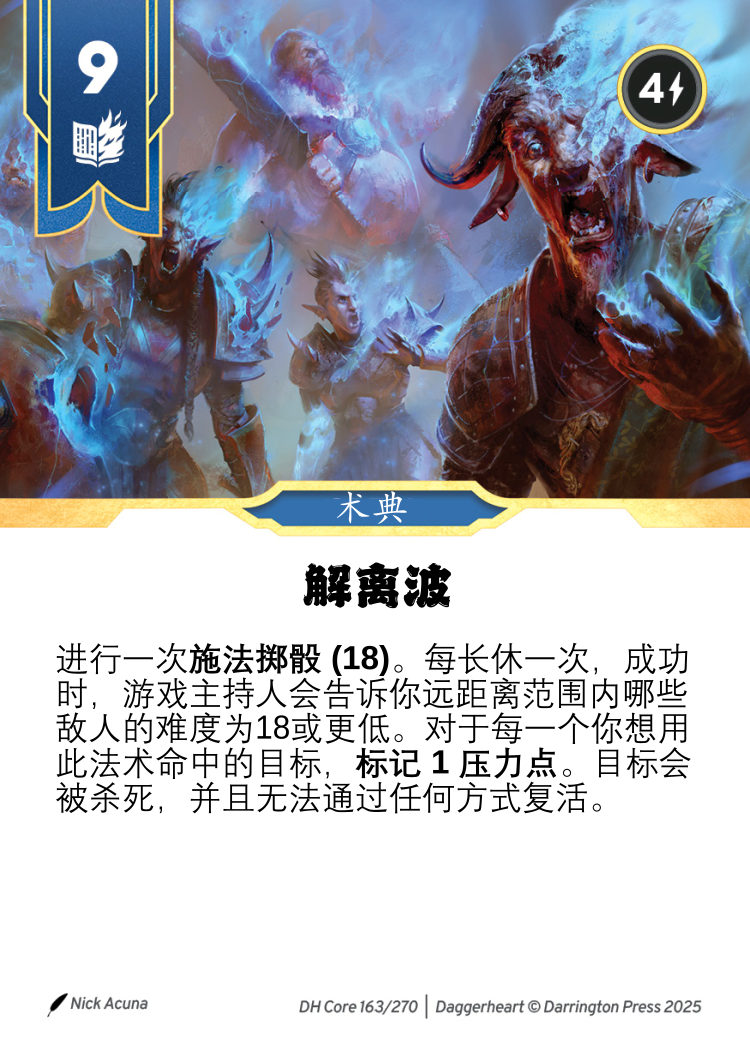 9
4
术典
解离波
进行一次施法掷骰 (18)。每长休一次，成功
时，游戏主持人会告诉你远距离范围内哪些
敌人的难度为18或更低。对于每一个你想用
此法术命中的目标，标记 1 压力点。目标会
被杀死，并且无法通过任何方式复活。
Nick Acuna
DH Core 163/270 | Daggerheart © Darrington Press 2025